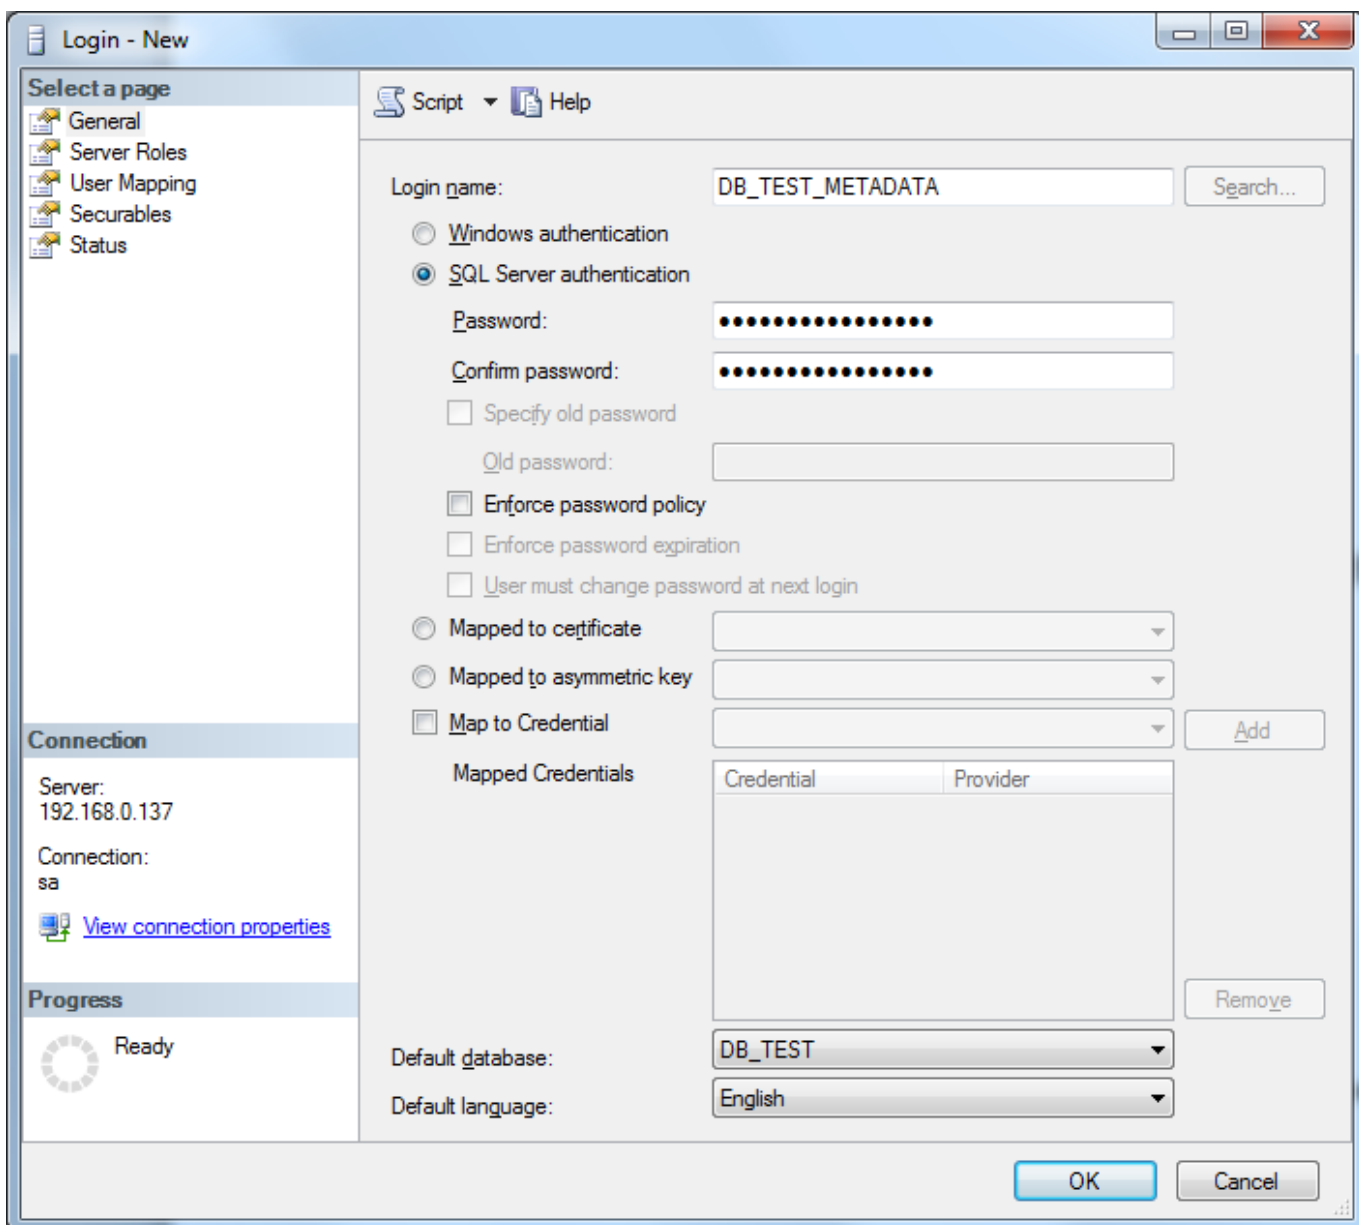 Login - New
Select a page
General
Server Roles
User Mapping
Securables
Status
Script
Help
Login name:
DB_TEST_METADATA
Search...
Windows authentication
SQL Server authentication
Password:
●●●●●●●●●●●●●●●●
Confirm password:
●●●●●●●●●●●●●●●●
Specify old password
Old password:
Enforce password policy
Enforce password expiration
User must change password at next login
Mapped to certificate
Mapped to asymmetric key
Map to Credential
Add
Mapped Credentials
Credential
Provider
Remove
Default database:
DB_TEST
Default language:
English
Connection
Server:
192.168.0.137
Connection:
sa
View connection properties
Progress
Ready
OK
Cancel